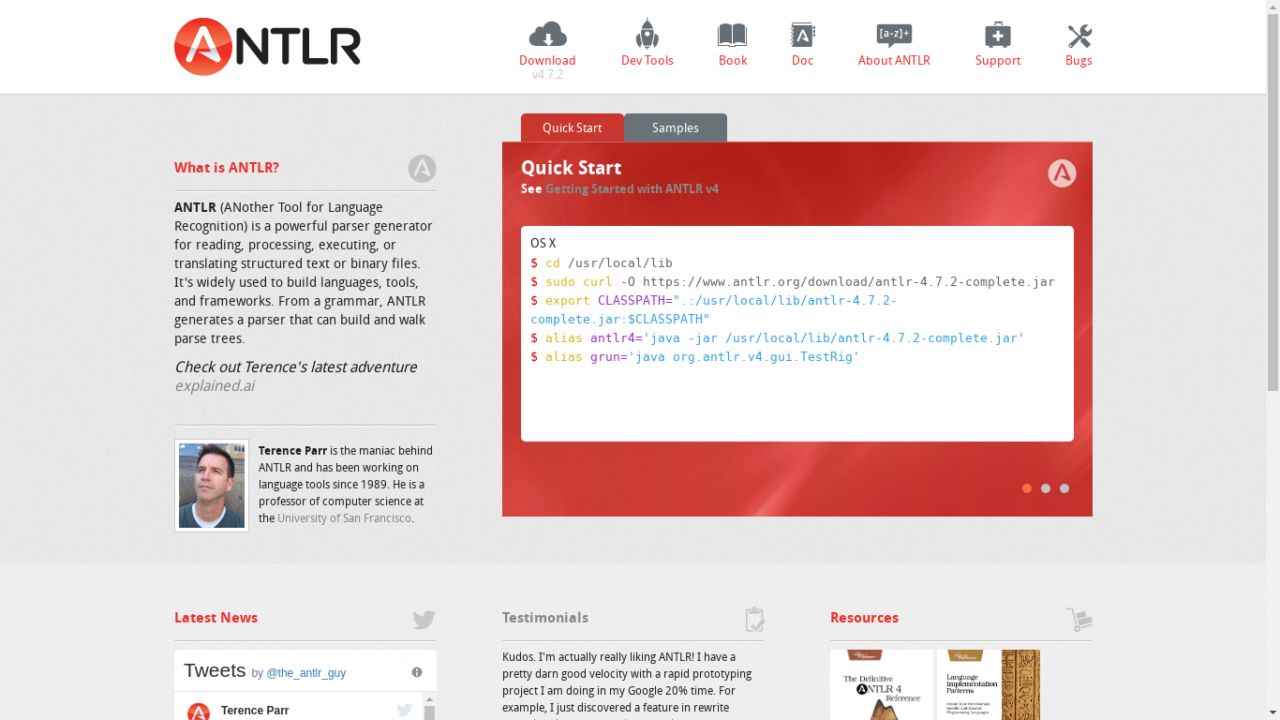 ANTLR
Download
v4.7.2
Dev Tools
Book
Doc
[a-z]+
About ANTLR
Support
Bugs
Quick Start
Samples
What is ANTLR?
ANTLR (ANother Tool for Language
Recognition) is a powerful parser generator
for reading, processing, executing, or
translating structured text or binary files.
It's widely used to build languages, tools,
and frameworks. From a grammar, ANTLR
generates a parser that can build and walk
parse trees.
Check out Terence's latest adventure
explained.ai
Terence Parr is the maniac behind
ANTLR and has been working on
language tools since 1989. He is a
professor of computer science at
the University of San Francisco.
Quick Start
See Getting Started with ANTLR v4
OS X
$ cd /usr/local/lib
$ sudo curl -O https://www.antlr.org/download/antlr-4.7.2-complete.jar
$ export CLASSPATH=".:/usr/local/lib/antlr-4.7.2-
complete.jar:$CLASSPATH"
$ alias antlr4='java -jar /usr/local/lib/antlr-4.7.2-complete.jar'
$ alias grun='java org.antlr.v4.gui.TestRig'
Latest News
Tweets by @the_antlr_guy
Terence Parr
Testimonials
Kudos. I'm actually really liking ANTLR! I have a
pretty darn good velocity with a rapid prototyping
project I am doing in my Google 20% time. For
example, I just discovered a feature in rewrite
Resources
The Definitive
ANTLR 4
Reference
Language
Implementation
Patterns